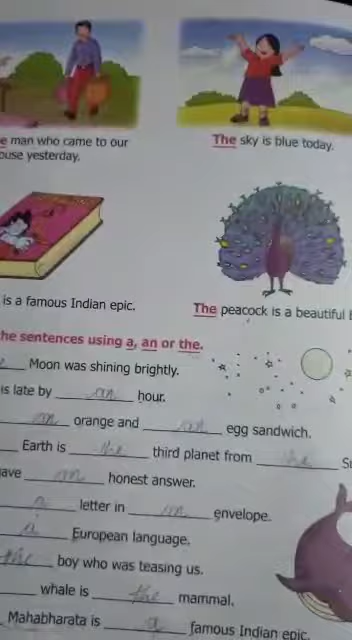 e man who came to our
ouse yesterday.
The sky is blue today.
is a famous Indian epic.
The peacock is a beautiful
he sentences using a, an or the.
Moon was shining brightly.
is late by an hour.
an orange and an egg sandwich.
Earth is the third planet from the S
ave an honest answer.
a letter in an envelope.
a European language.
the boy who was teasing us.
whale is the mammal.
Mahabharata is a famous Indian epic.